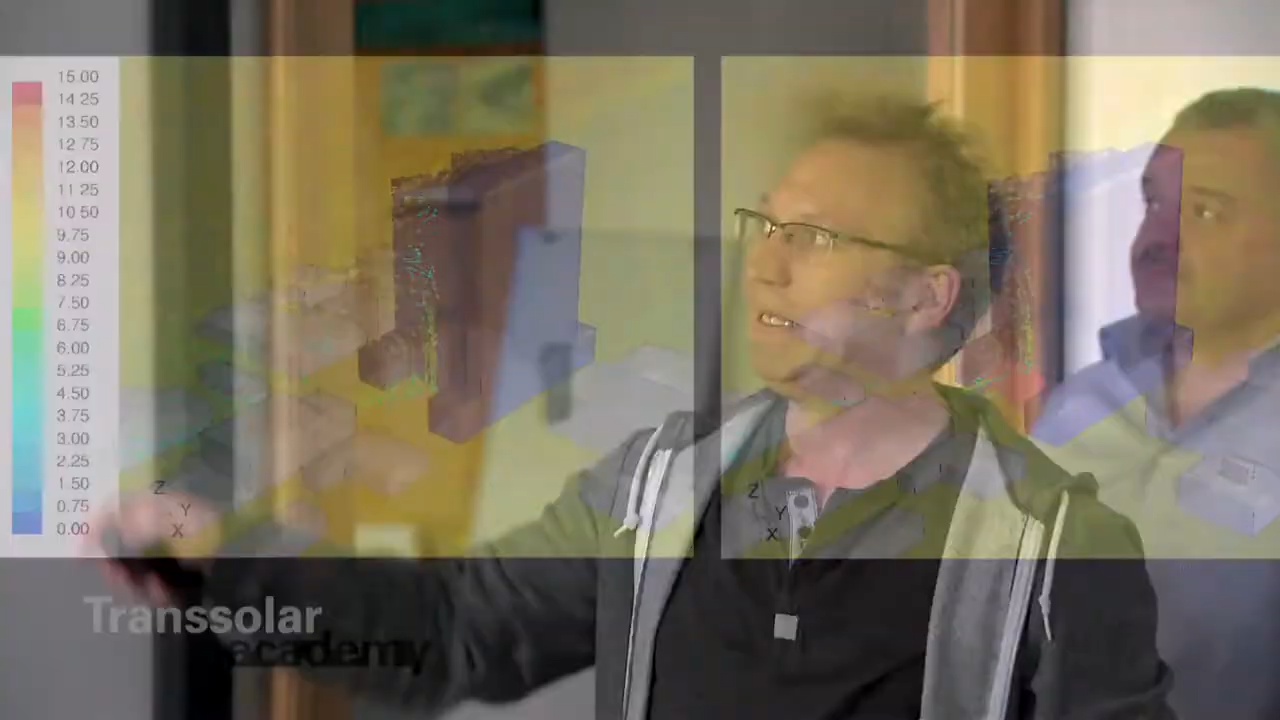 15 00
14 25
13 50
12 75
12 00
11 25
10 50
9.75
9.00
8 25
7.50
6.75
6.00
5.25
4.50
3.75
3.00
2.25
1.50
0.75
0.00
Z
Y
X
Z
Y
X
Transsolar
academy